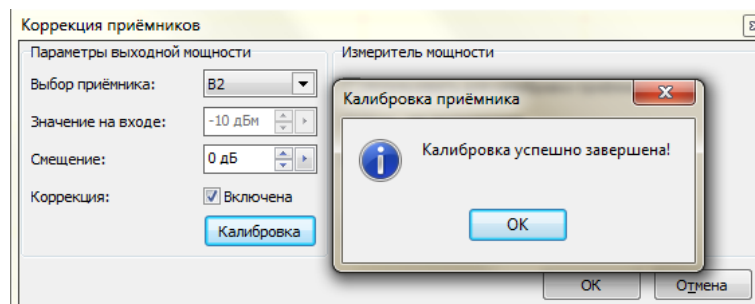 Коррекция приёмников
Параметры выходной мощности
Измеритель мощности
Выбор приёмника:
B2
Значение на входе:
-10 дБм
Смещение:
0 дБ
Коррекция:
Включена
Калибровка
Калибровка приёмника
Калибровка успешно завершена!
OK
OK
Отмена